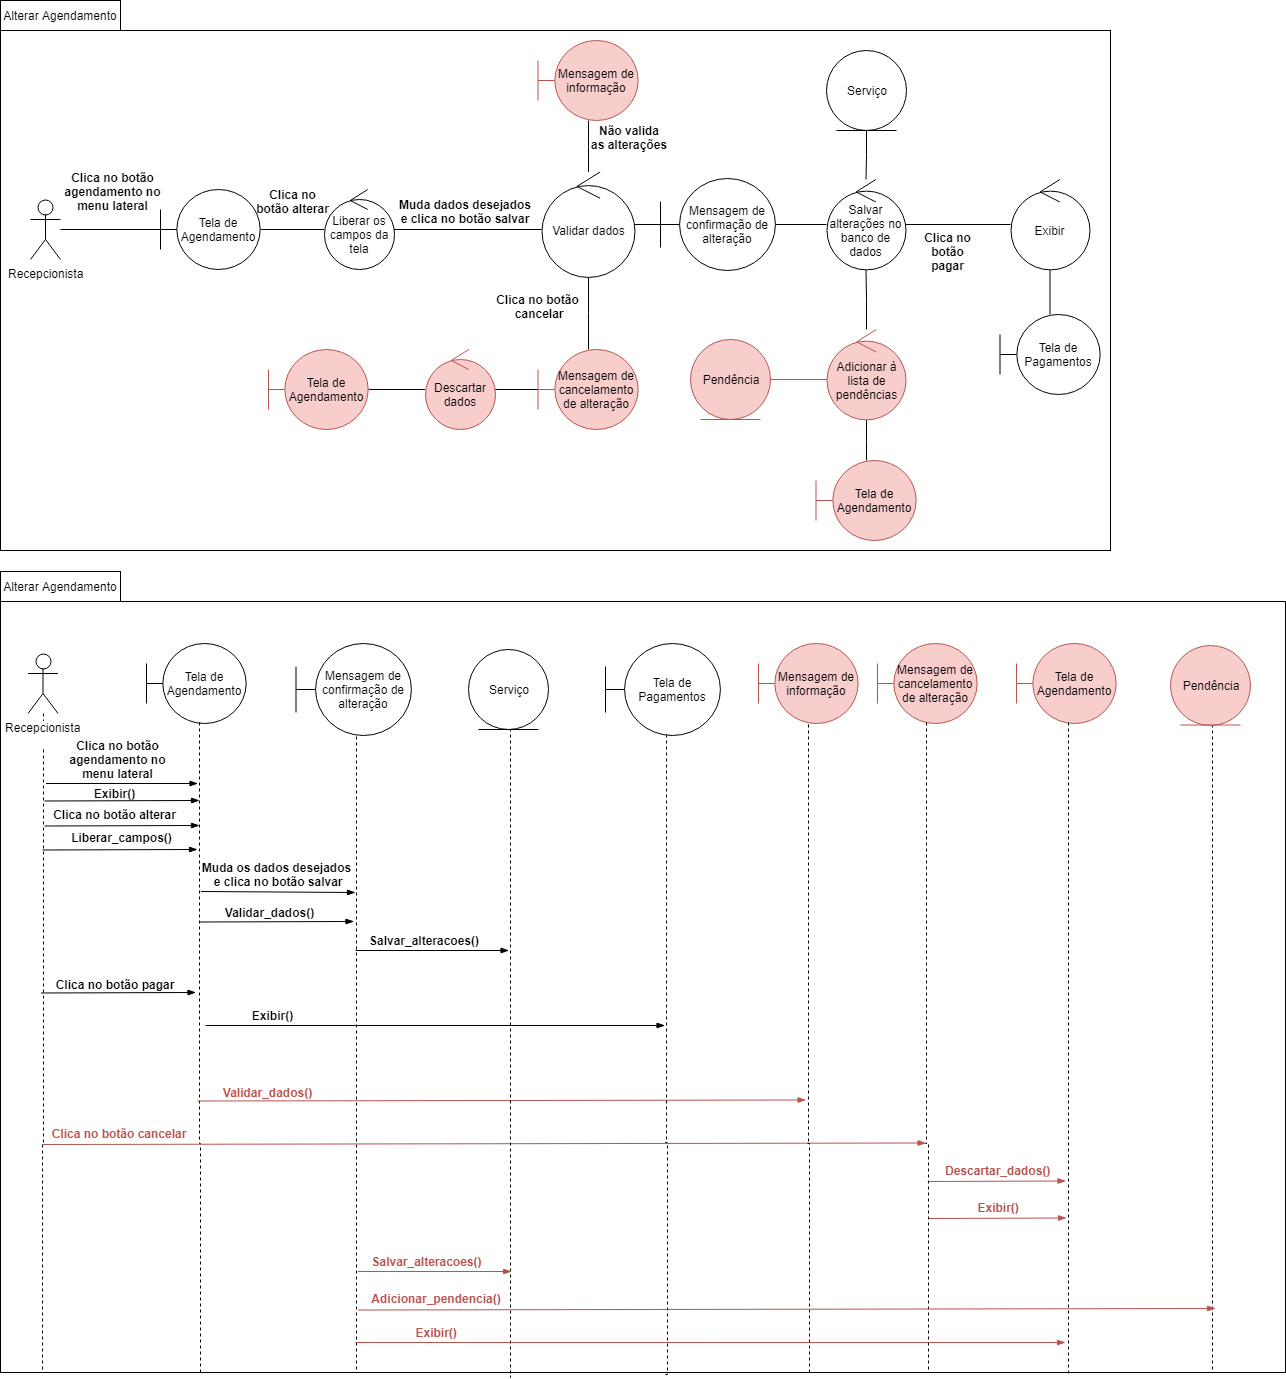 Alterar Agendamento
Mensagem de
informação
Serviço
Não valida
as alterações
Clica no botão
agendamento no
menu lateral
Clica no
botão alterar
Muda dados desejados
e clica no botão salvar
Recepcionista
Tela de
Agendamento
Liberar os
campos da
tela
Validar dados
Mensagem de
confirmação de
alteração
Salvar
alterações no
banco de
dados
Clica no
botão
pagar
Exibir
Clica no botão
cancelar
Tela de
Pagamentos
Tela de
Agendamento
Descartar
dados
Mensagem de
cancelamento
de alteração
Pendência
Adicionar à
lista de
pendências
Tela de
Agendamento
Alterar Agendamento
Recepcionista
Tela de
Agendamento
Mensagem de
confirmação de
alteração
Serviço
Tela de
Pagamentos
Mensagem de
informação
Mensagem de
cancelamento
de alteração
Tela de
Agendamento
Pendência
Clica no botão
agendamento no
menu lateral
Exibir()
Clica no botão alterar
Liberar_campos()
Muda os dados desejados
e clica no botão salvar
Validar_dados()
Salvar_alteracoes()
Clica no botão pagar
Exibir()
Validar_dados()
Clica no botão cancelar
Descartar_dados()
Exibir()
Salvar_alteracoes()
Adicionar_pendencia()
Exibir()